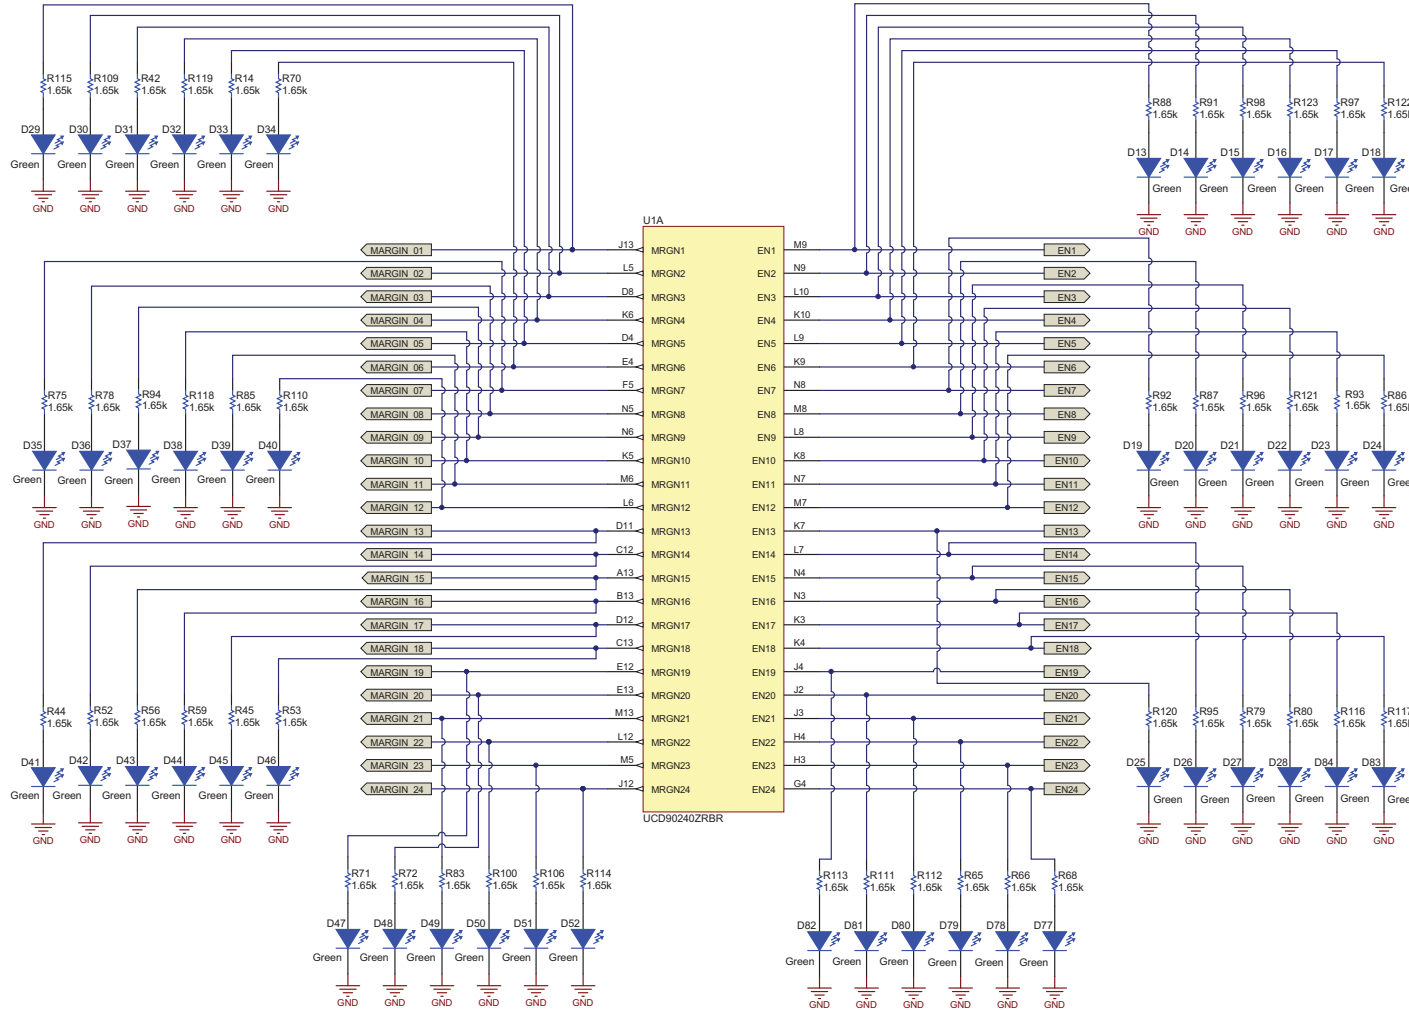 R115 R109 R42 R119 R14 R70
1.65k 1.65k 1.65k 1.65k 1.65k 1.65k
D29 D30 D31 D32 D33 D34
Green Green Green Green Green Green
GND GND GND GND GND GND
R88 R91 R98 R123 R97 R122
1.65k 1.65k 1.65k 1.65k 1.65k 1.65k
D13 D14 D15 D16 D17 D18
Green Green Green Green Green Gree
GND GND GND GND GND GND
U1A
MARGIN 01 J13 MRGN1 EN1 M9 EN1
MARGIN 02 L5 MRGN2 EN2 N9 EN2
MARGIN 03 D8 MRGN3 EN3 L10 EN3
MARGIN 04 K6 MRGN4 EN4 K10 EN4
MARGIN 05 D4 MRGN5 EN5 L9 EN5
MARGIN 06 E4 MRGN6 EN6 K9 EN6
MARGIN 07 F5 MRGN7 EN7 N8 EN7
MARGIN 08 N5 MRGN8 EN8 M8 EN8
MARGIN 09 N6 MRGN9 EN9 L8 EN9
MARGIN 10 K5 MRGN10 EN10 K8 EN10
MARGIN 11 M6 MRGN11 EN11 N7 EN11
MARGIN 12 L6 MRGN12 EN12 M7 EN12
MARGIN 13 D11 MRGN13 EN13 K7 EN13
MARGIN 14 C12 MRGN14 EN14 L7 EN14
MARGIN 15 A13 MRGN15 EN15 N4 EN15
MARGIN 16 B13 MRGN16 EN16 N3 EN16
MARGIN 17 D12 MRGN17 EN17 K3 EN17
MARGIN 18 C13 MRGN18 EN18 K4 EN18
MARGIN 19 E12 MRGN19 EN19 J4 EN19
MARGIN 20 E13 MRGN20 EN20 J2 EN20
MARGIN 21 M13 MRGN21 EN21 J3 EN21
MARGIN 22 L12 MRGN22 EN22 H4 EN22
MARGIN 23 M5 MRGN23 EN23 H3 EN23
MARGIN 24 J12 MRGN24 EN24 G4 EN24
UCD90240ZRBR
R75 R78 R94 R118 R85 R110
1.65k 1.65k 1.65k 1.65k 1.65k 1.65k
D35 D36 D37 D38 D39 D40
Green Green Green Green Green Green
GND GND GND GND GND GND
R92 R87 R96 R121 R93 R86
1.65k 1.65k 1.65k 1.65k 1.65k 1.65k
D19 D20 D21 D22 D23 D24
Green Green Green Green Green Gree
GND GND GND GND GND GND
R44 R52 R56 R59 R45 R53
1.65k 1.65k 1.65k 1.65k 1.65k 1.65k
D41 D42 D43 D44 D45 D46
Green Green Green Green Green Green
GND GND GND GND GND GND
R120 R95 R79 R80 R116 R117
1.65k 1.65k 1.65k 1.65k 1.65k 1.65k
D25 D26 D27 D28 D84 D83
Green Green Green Green Green Gree
GND GND GND GND GND GND
R71 R72 R83 R100 R106 R114
1.65k 1.65k 1.65k 1.65k 1.65k 1.65k
D47 D48 D49 D50 D51 D52
Green Green Green Green Green Green
GND GND GND GND GND GND
R113 R111 R112 R65 R66 R68
1.65k 1.65k 1.65k 1.65k 1.65k 1.65k
D82 D81 D80 D79 D78 D77
Green Green Green Green Green Green
GND GND GND GND GND GND